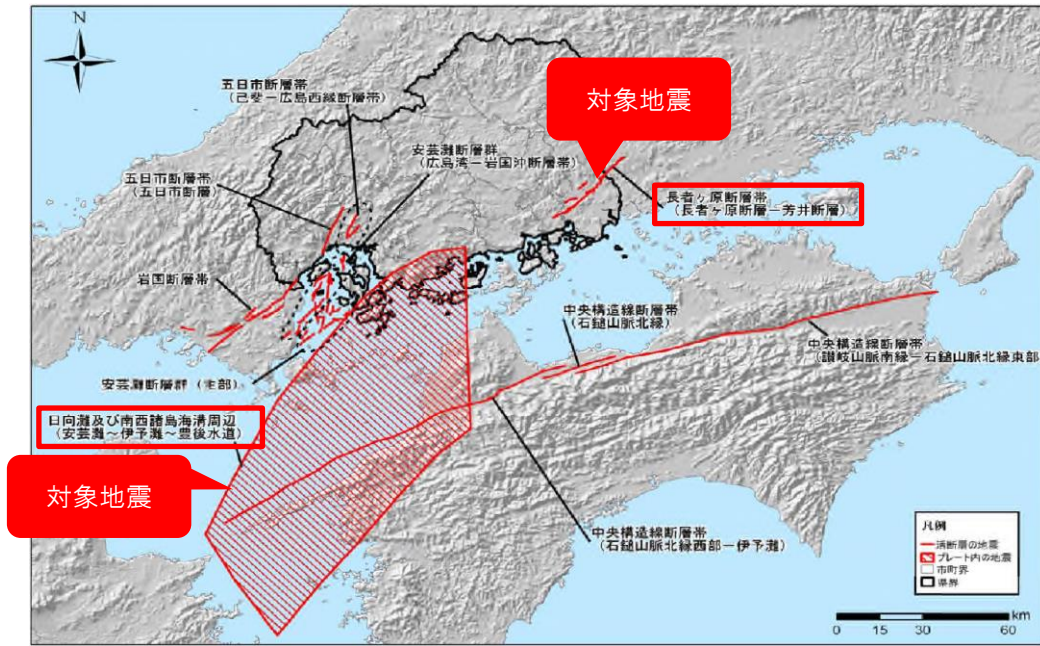 N
五日市断層帯
(己斐－広島西縁断層帯)
対象地震
安芸灘断層群
(広島湾－岩国沖断層帯)
五日市断層帯
(五日市断層)
長者ヶ原断層帯
(長者ヶ原断層－芳井断層)
岩国断層帯
中央構造線断層帯
(石鎚山脈北縁)
中央構造線断層帯
(讃岐山脈南縁－石鎚山脈北縁東部
安芸灘断層群 (主部)
日向灘及び南西諸島海溝周辺
(安芸灘～伊予灘～豊後水道)
対象地震
中央構造線断層帯
(石鎚山脈北縁西部－伊予灘)
凡例
活断層の地震
プレート内の地震
市町界
県界
km
0 15 30 60